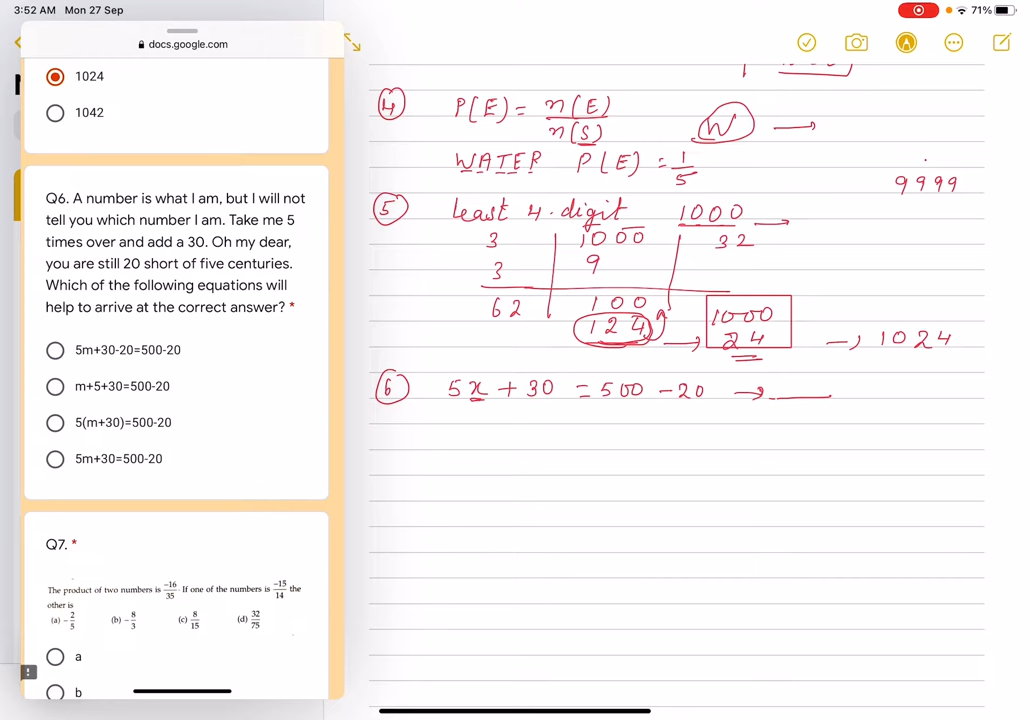 3:52 AM Mon 27 Sep
71%
docs.google.com
1024
1042
Q6. A number is what I am, but I will not
tell you which number I am. Take me 5
times over and add a 30. Oh my dear,
you are still 20 short of five centuries.
Which of the following equations will
help to arrive at the correct answer? *
5m+30-20=500-20
m+5+30=500-20
5(m+30)=500-20
5m+30=500-20
Q7. *
The product of two numbers is -16/35. If one of the numbers is -15/14 the
other is
(a) -2/5 (b) -8/3 (c) 8/15 (d) 32/75
a
b
4 P(E) = n(E)/n(S) W →
WATER P(E) = 1/5
9999
5 least 4.digit 1000 →
3 1000 32
3 9
62 100
124 → 1000
24 → 1024
6 5x + 30 = 500 - 20 →